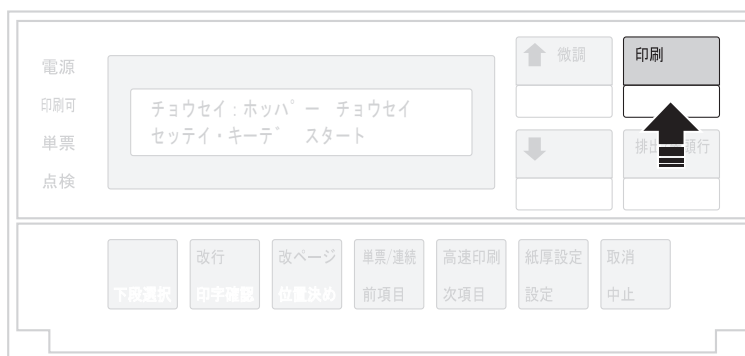 電源
印刷可
単票
点検
チョウセイ:ホッパ゜ー チョウセイ
セッテイ・キーデ゛ スタート
微調
印刷
排出 頭行
改行
改ページ
単票/連続
高速印刷
紙厚設定
取消
下段選択
印字確認
位置決め
前項目
次項目
設定
中止